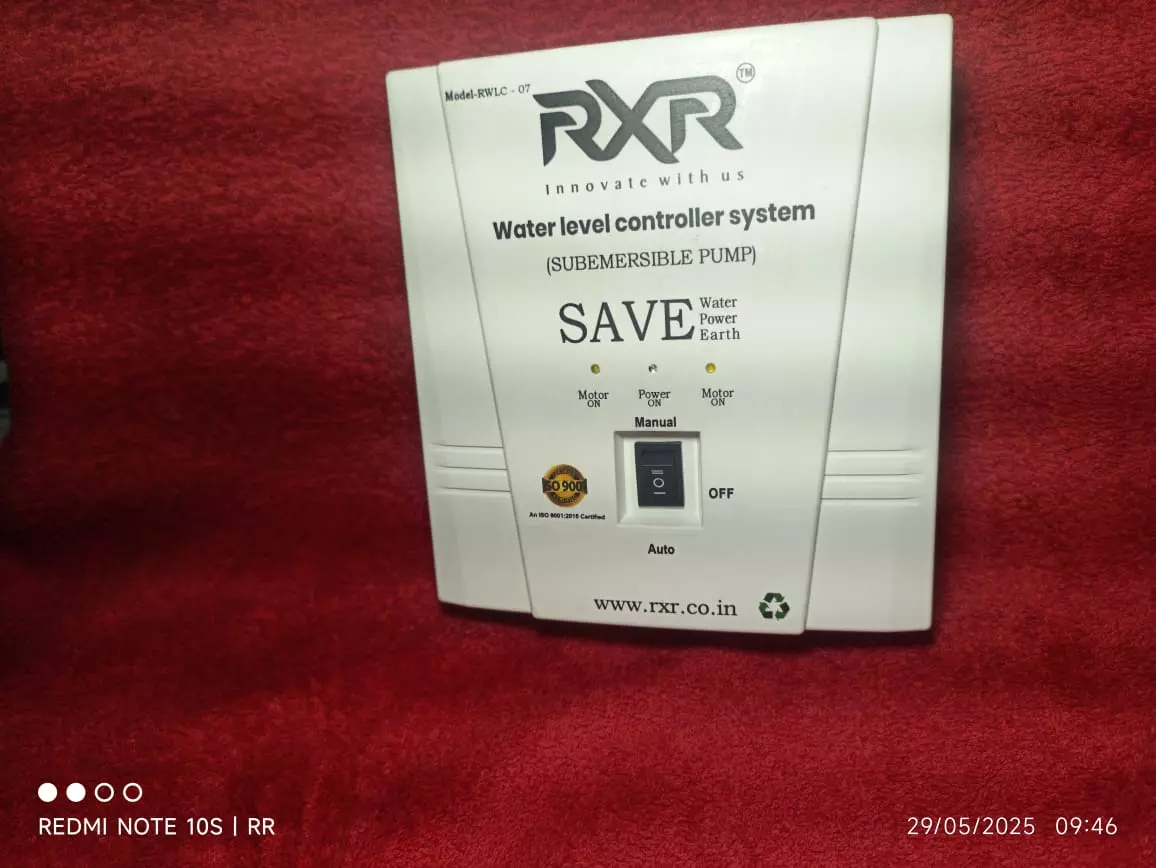 Model-RWLC - 07
RXR TM
Innovate with us
Water level controller system
(SUBEMERSIBLE PUMP)
SAVE Water
Power
Earth
Motor ON
Power ON
Motor ON
Manual
OFF
ISO 900
An ISO 9001:2015 Certified
Auto
www.rxr.co.in
REDMI NOTE 10S | RR
29/05/2025 09:46